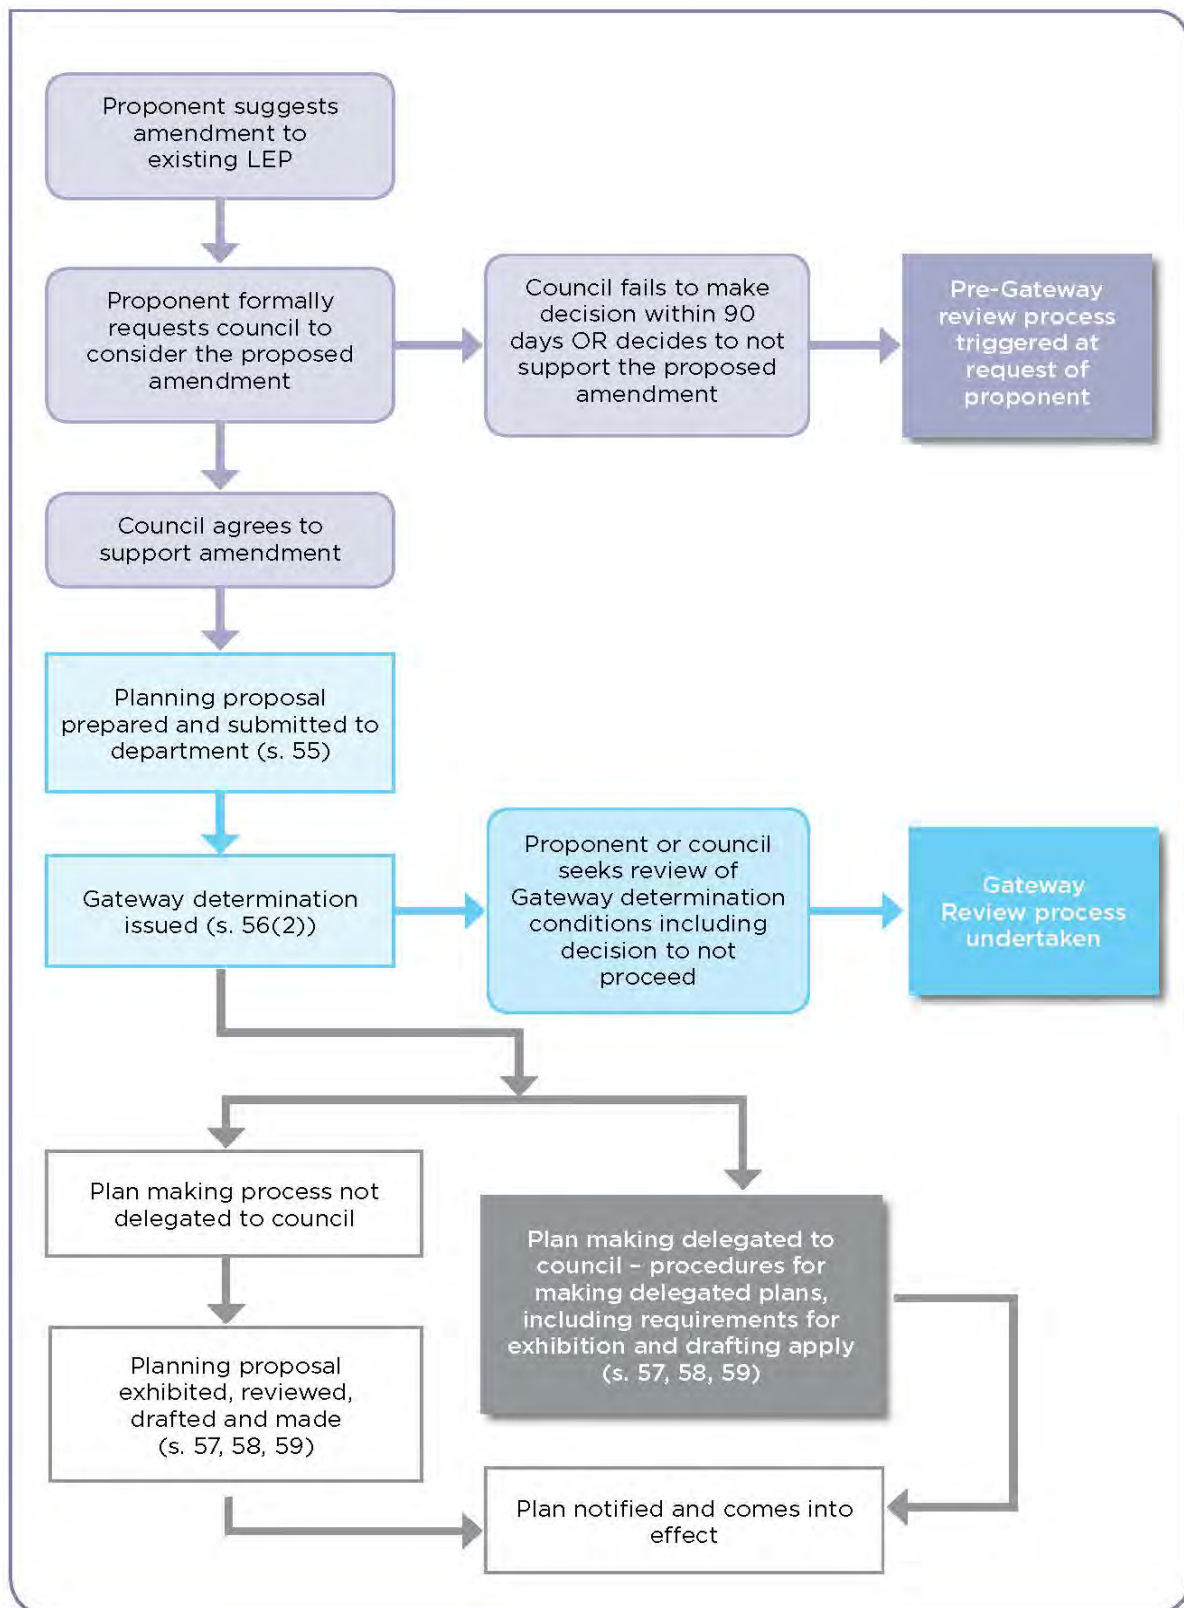 Proponent suggests
amendment to
existing LEP
Proponent formally
requests council to
consider the proposed
amendment
Council fails to make
decision within 90
days OR decides to not
support the proposed
amendment
Pre-Gateway
review process
triggered at
request of
proponent
Council agrees to
support amendment
Planning proposal
prepared and submitted to
department (s. 55)
Gateway determination
issued (s. 56(2))
Proponent or council
seeks review of
Gateway determination
conditions including
decision to not
proceed
Gateway
Review process
undertaken
Plan making process not
delegated to council
Plan making delegated to
council – procedures for
making delegated plans,
including requirements for
exhibition and drafting apply
(s. 57, 58, 59)
Planning proposal
exhibited, reviewed,
drafted and made
(s. 57, 58, 59)
Plan notified and comes into
effect